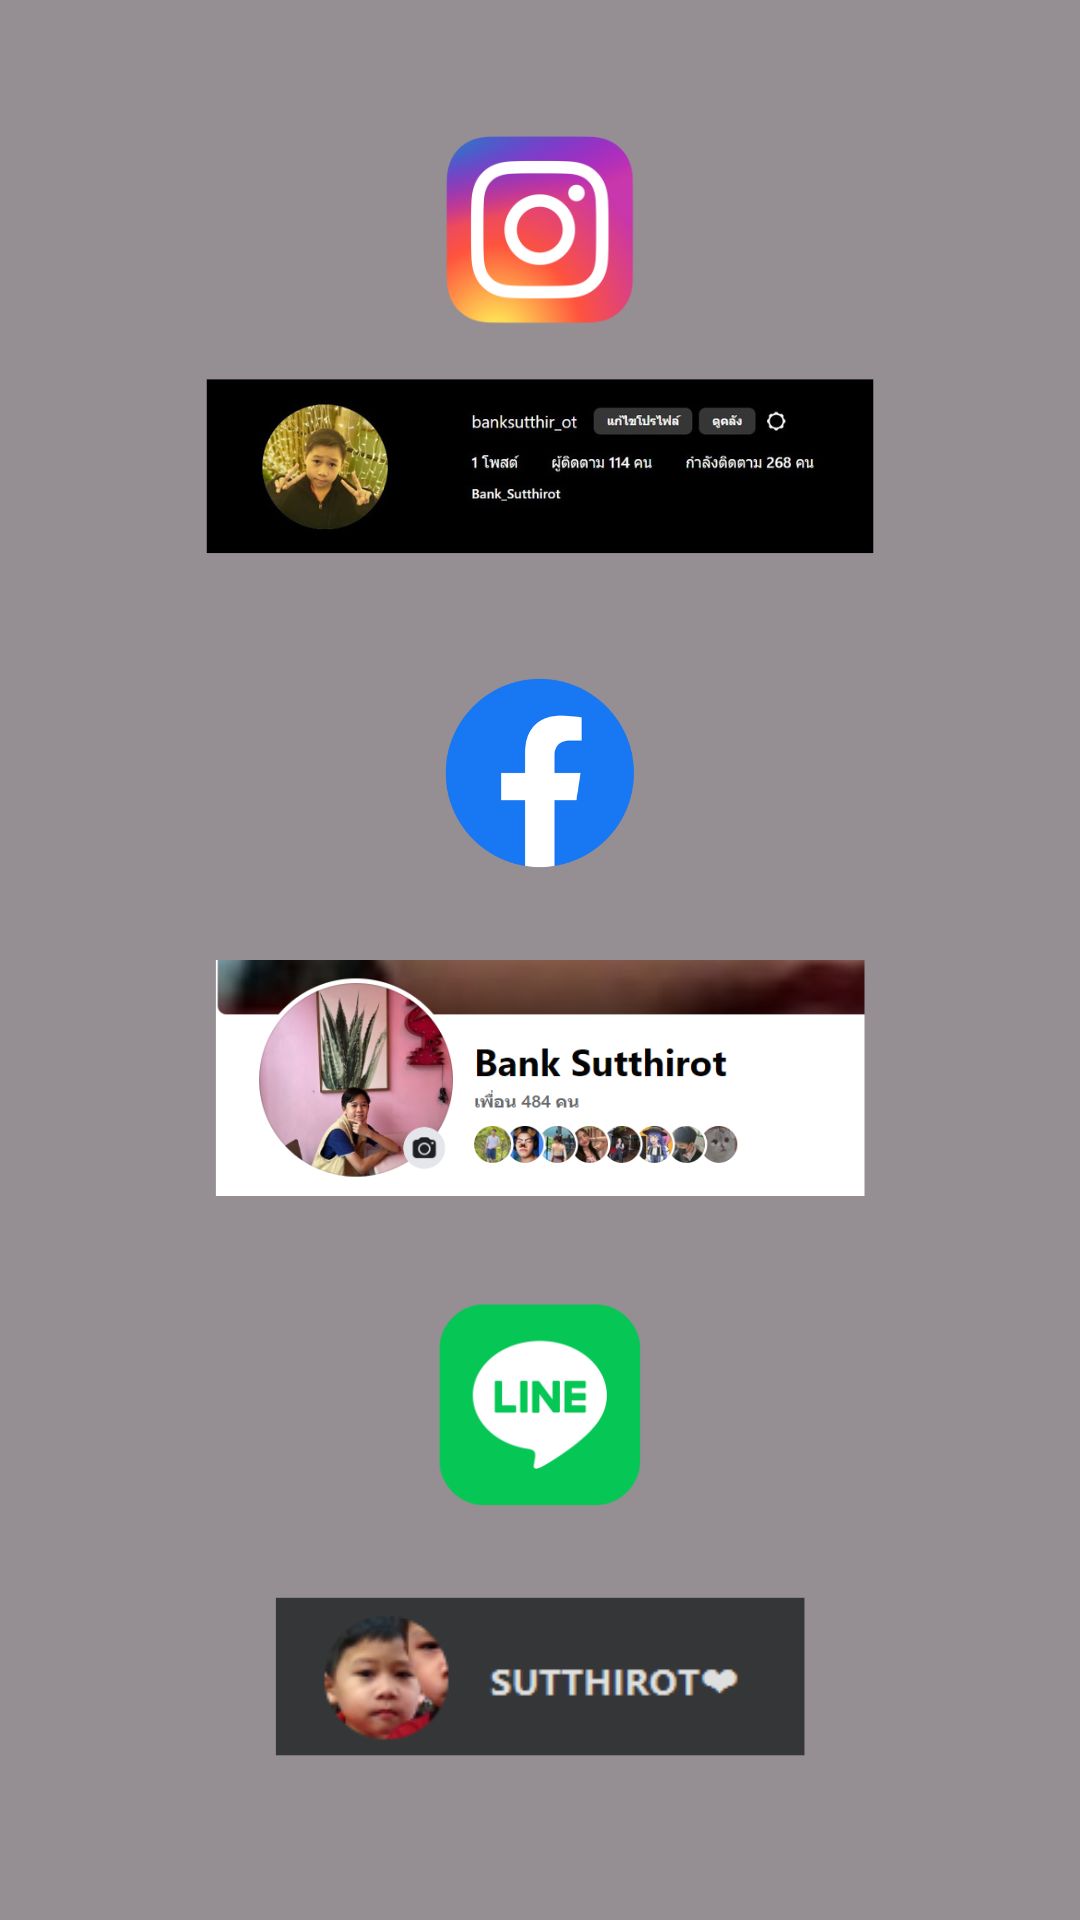 banksutthir_ot แก้ไขโปรไฟล์ ดูคลัง
1 โพสต์ ผู้ติดตาม 114 คน กำลังติดตาม 268 คน
Bank_Sutthirot
Bank Sutthirot
เพื่อน 484 คน
LINE
SUTTHIROT❤